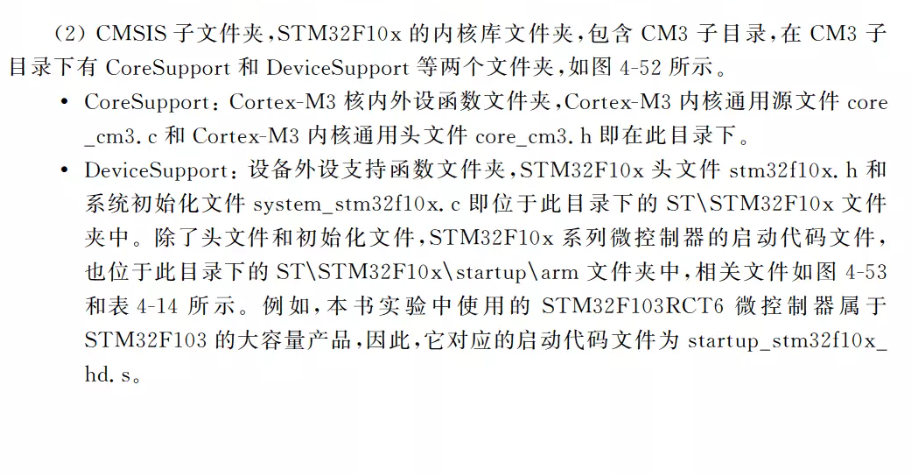 (2) CMSIS 子文件夹,STM32F10x 的内核库文件夹,包含 CM3 子目录,在 CM3 子
目录下有 CoreSupport 和 DeviceSupport 等两个文件夹,如图 4-52 所示。
• CoreSupport: Cortex-M3 核内外设函数文件夹,Cortex-M3 内核通用源文件 core
_cm3.c 和 Cortex-M3 内核通用头文件 core_cm3.h 即在此目录下。
• DeviceSupport: 设备外设支持函数文件夹,STM32F10x 头文件 stm32f10x.h 和
系统初始化文件 system_stm32f10x.c 即位于此目录下的 ST\STM32F10x 文件
夹中。除了头文件和初始化文件,STM32F10x 系列微控制器的启动代码文件,
也位于此目录下的 ST\STM32F10x\startup\arm 文件夹中,相关文件如图 4-53
和表 4-14 所示。例如,本书实验中使用的 STM32F103RCT6 微控制器属于
STM32F103 的大容量产品,因此,它对应的启动代码文件为 startup_stm32f10x_
hd.s。